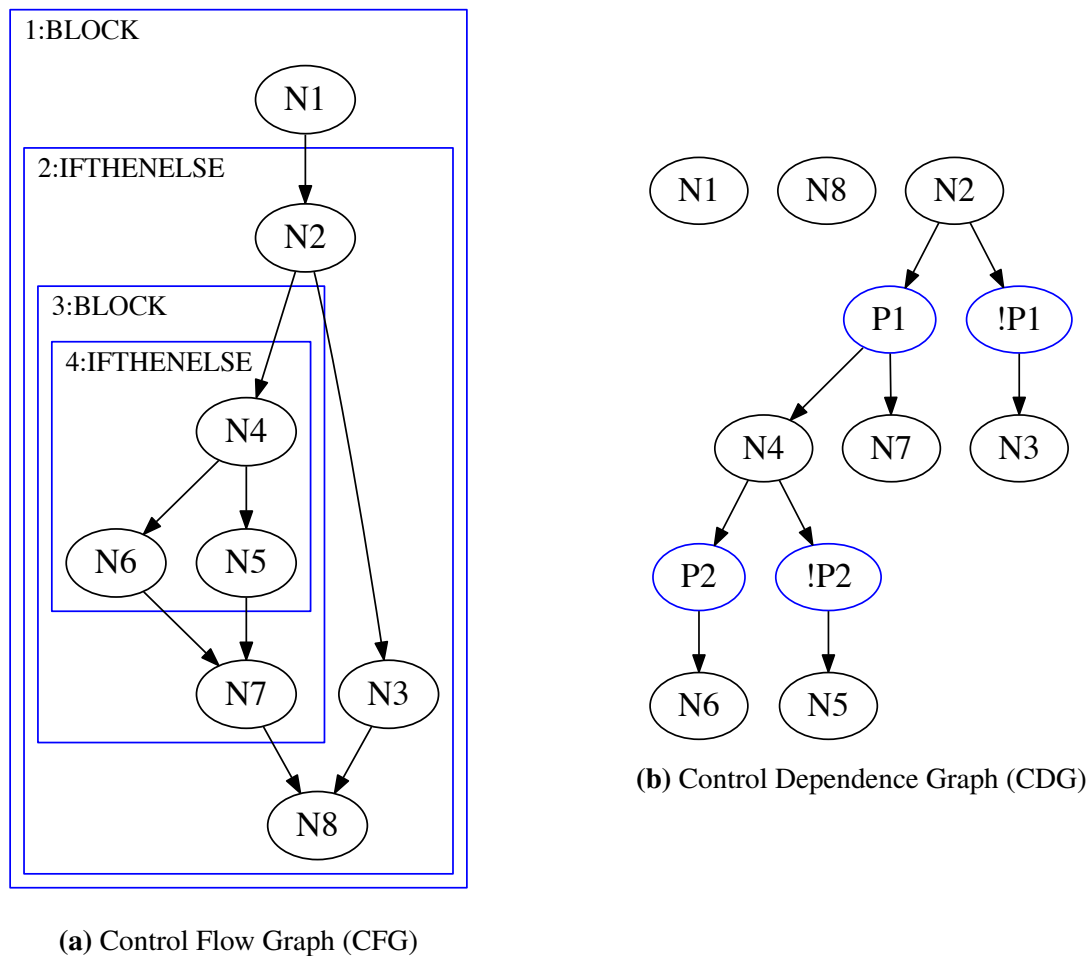 1:BLOCK
N1
2:IFTHENELSE
N2
3:BLOCK
4:IFTHENELSE
N4
N6 N5
N7 N3
N8
(a) Control Flow Graph (CFG)
N1 N8 N2
P1 !P1
N4 N7 N3
P2 !P2
N6 N5
(b) Control Dependence Graph (CDG)